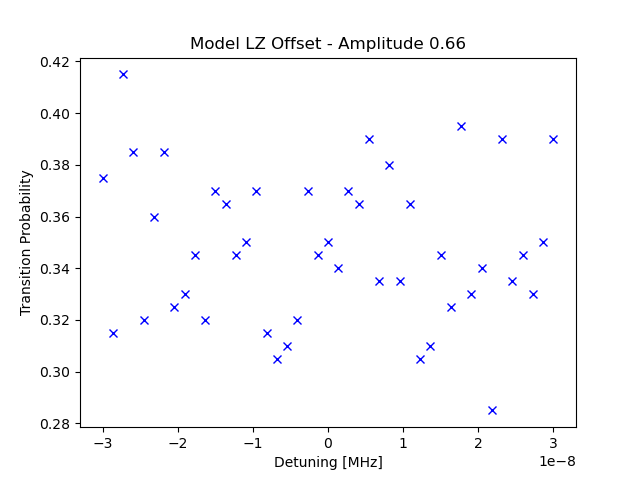 Model LZ Offset - Amplitude 0.66
0.42
0.40
0.38
0.36
0.34
0.32
0.30
0.28
Transition Probability
−3 −2 −1 0 1 2 3
1e−8
Detuning [MHz]